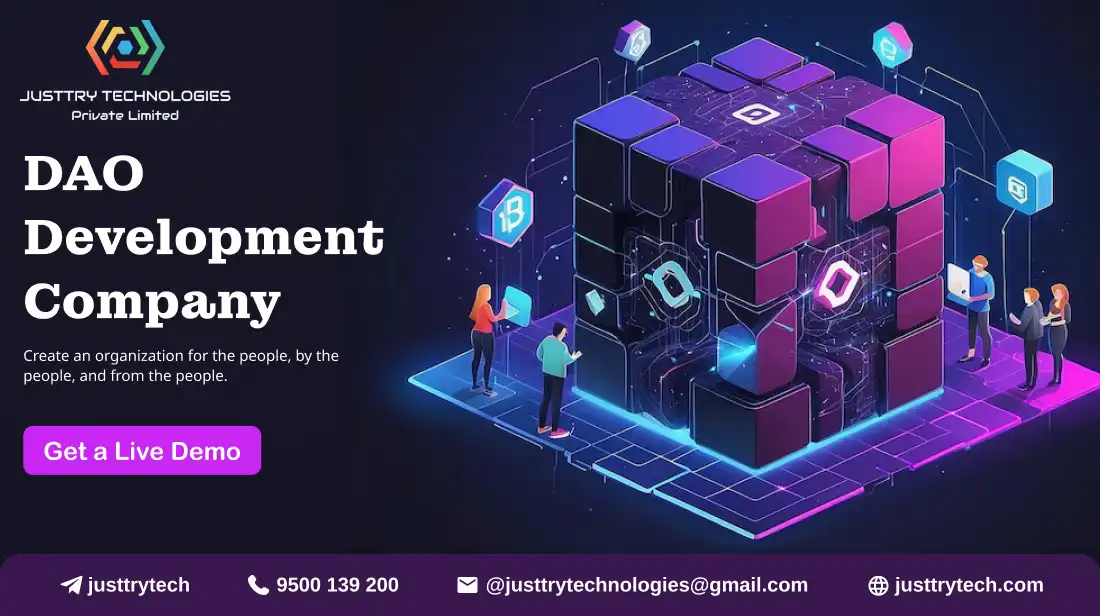 JUSTTRY TECHNOLOGIES
Private Limited
DAO
Development
Company
Create an organization for the people, by the
people, and from the people.
Get a Live Demo
justtrytech
9500 139 200
@justtrytechnologies@gmail.com
justtrytech.com